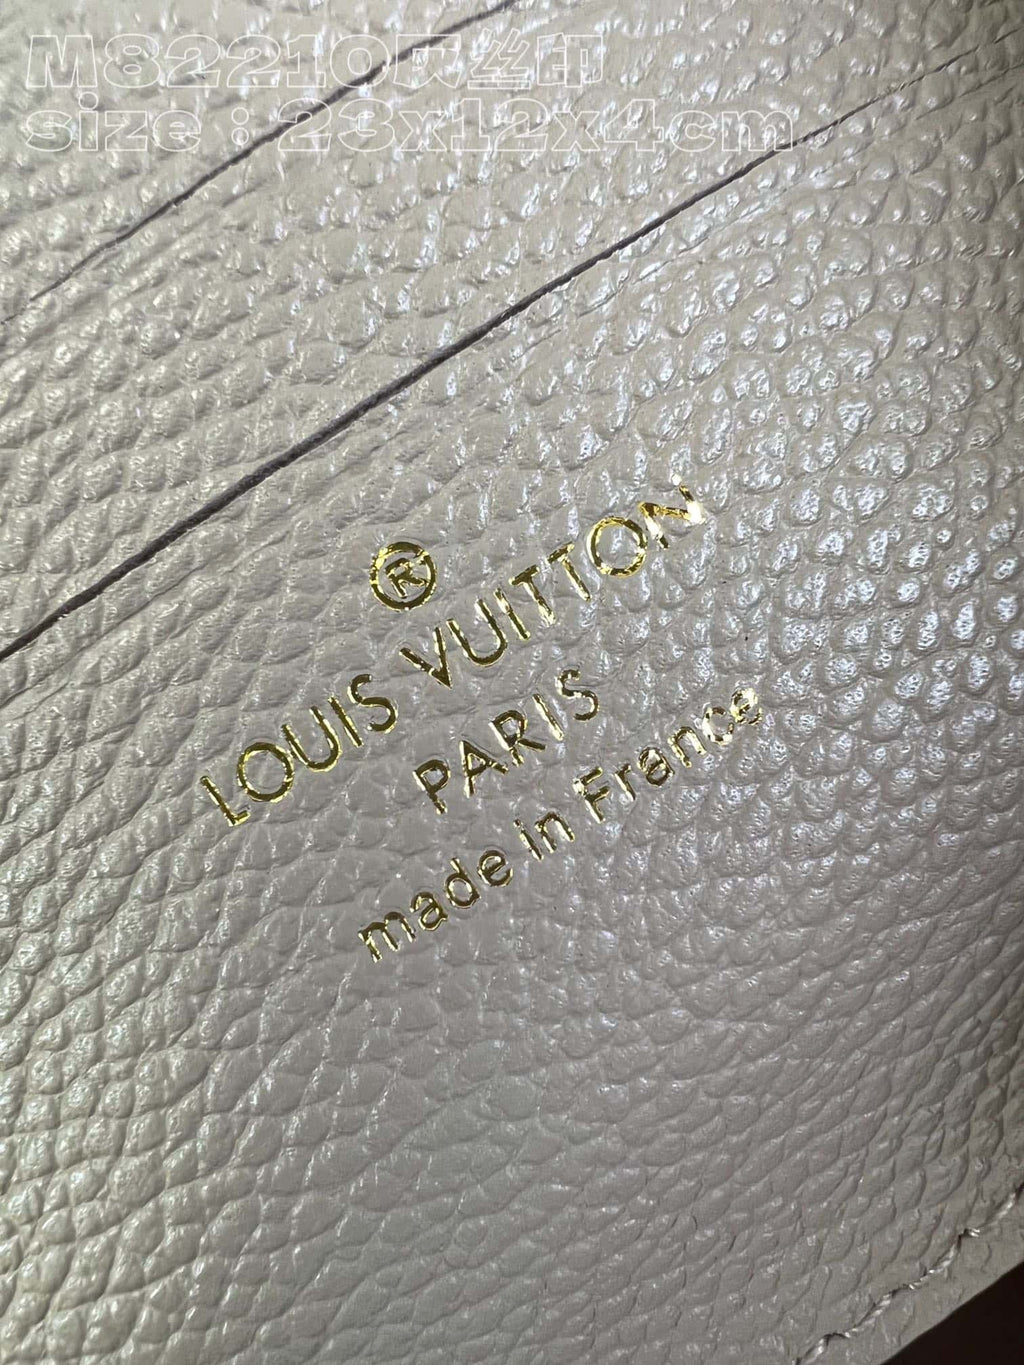 M82210灰丝印
size：23x12x4cm
®
LOUIS VUITTON
PARIS
made in France